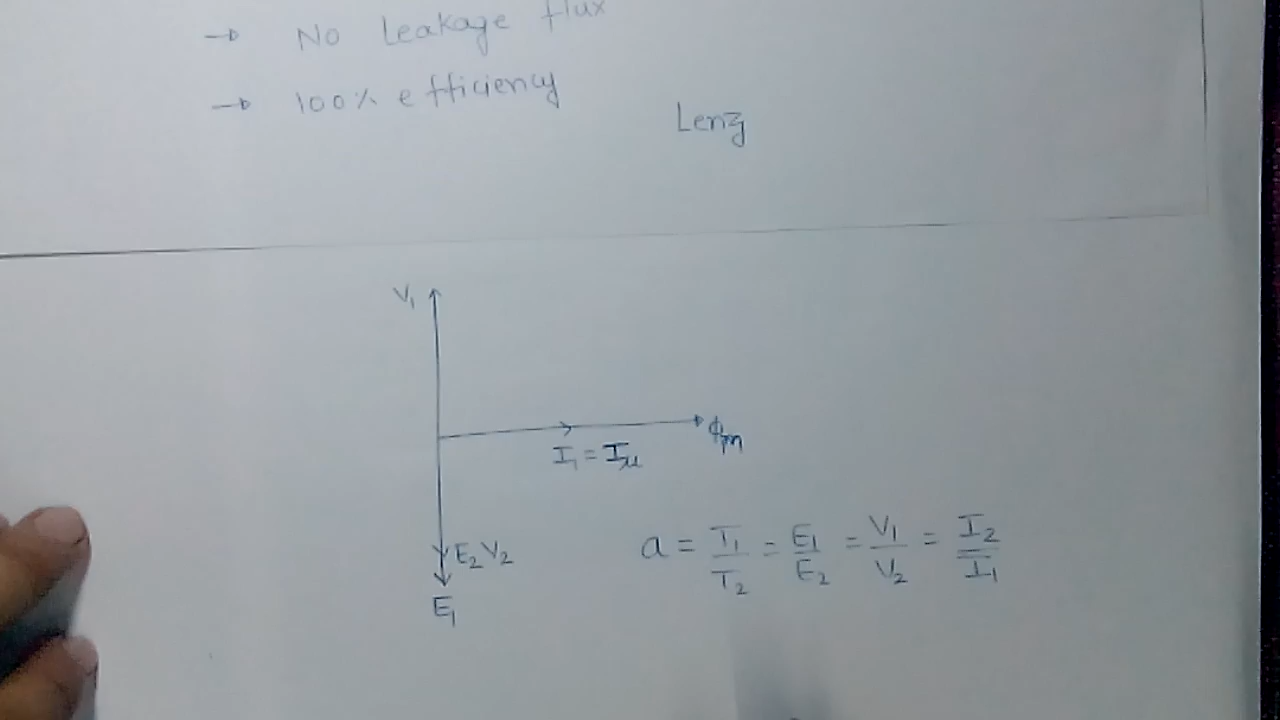 → No Leakage flux
→ 100% efficiency
Lenz
V₁
ϕm
I₁ = Iμ
E₂ V₂
a = T₁/T₂ = E₁/E₂ = V₁/V₂ = I₂/I₁
E₁